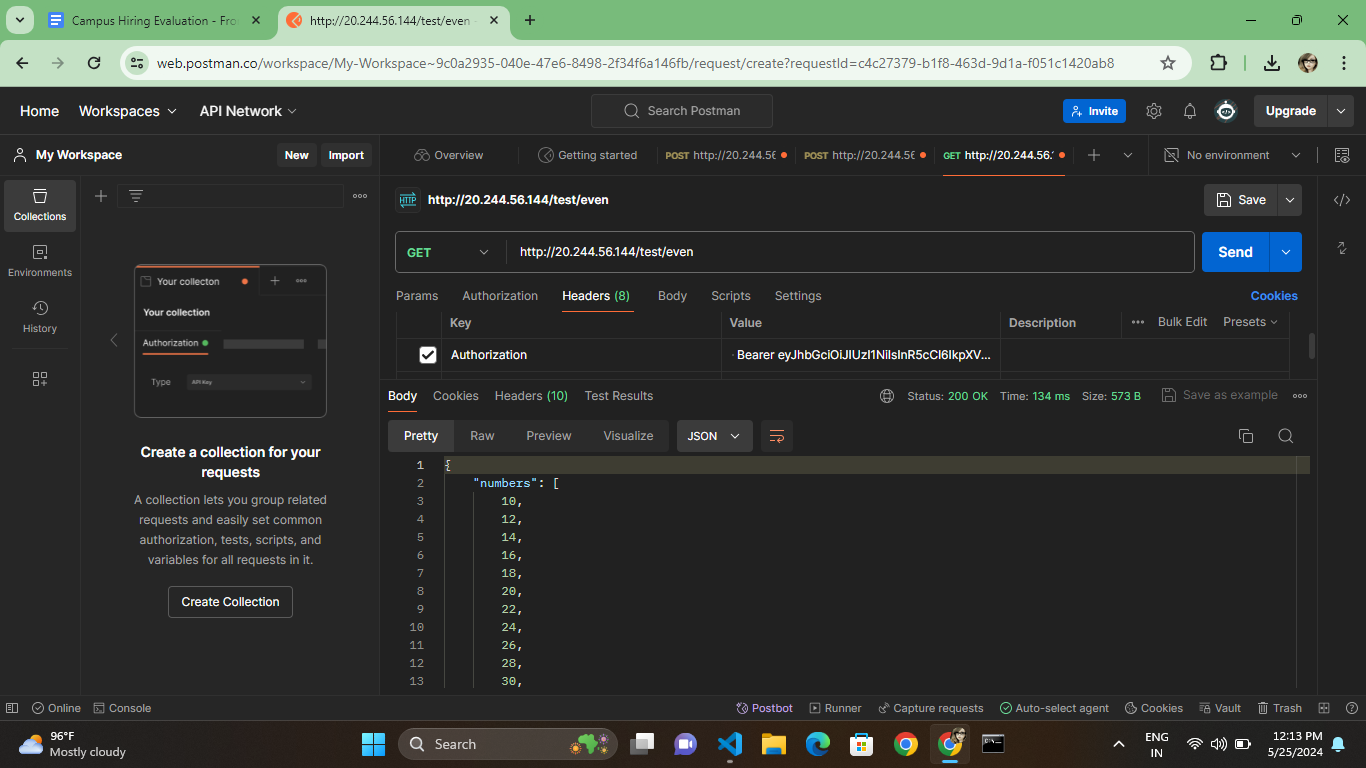 Campus Hiring Evaluation - Fro
http://20.244.56.144/test/even
web.postman.co/workspace/My-Workspace~9c0a2935-040e-47e6-8498-2f34f6a146fb/request/create?requestId=c4c27379-b1f8-463d-9d1a-f051c1420ab8
Home Workspaces API Network Search Postman Invite Upgrade
My Workspace New Import Overview Getting started POST http://20.244.5 POST http://20.244.56 GET http://20.244.56. No environment
Collections
Environments
History
Your collecton
Your collection
Authorization
Type API Key
Create a collection for your
requests
A collection lets you group related
requests and easily set common
authorization, tests, scripts, and
variables for all requests in it.
Create Collection
HTTP http://20.244.56.144/test/even Save
GET http://20.244.56.144/test/even Send
Params Authorization Headers (8) Body Scripts Settings Cookies
Key Value Description Bulk Edit Presets
Authorization Bearer eyJhbGciOiJIUzI1NiIsInR5cCI6IkpXV...
Body Cookies Headers (10) Test Results Status: 200 OK Time: 134 ms Size: 573 B Save as example
Pretty Raw Preview Visualize JSON
1 {
2 "numbers": [
3 10,
4 12,
5 14,
6 16,
7 18,
8 20,
9 22,
10 24,
11 26,
12 28,
13 30,
Online Console Postbot Runner Capture requests Auto-select agent Cookies Vault Trash
96°F
Mostly cloudy
Search
ENG
IN
12:13 PM
5/25/2024